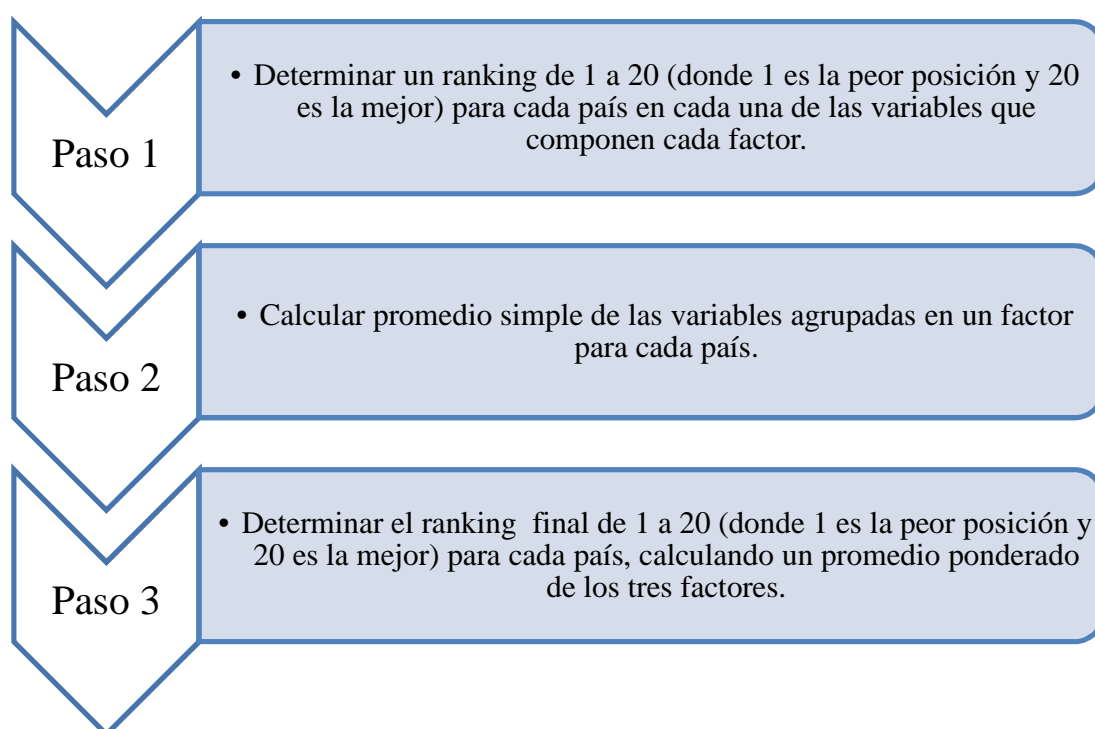 Paso 1
• Determinar un ranking de 1 a 20 (donde 1 es la peor posición y 20
es la mejor) para cada país en cada una de las variables que
componen cada factor.
Paso 2
• Calcular promedio simple de las variables agrupadas en un factor
para cada país.
Paso 3
• Determinar el ranking  final de 1 a 20 (donde 1 es la peor posición y
20 es la mejor) para cada país, calculando un promedio ponderado
de los tres factores.